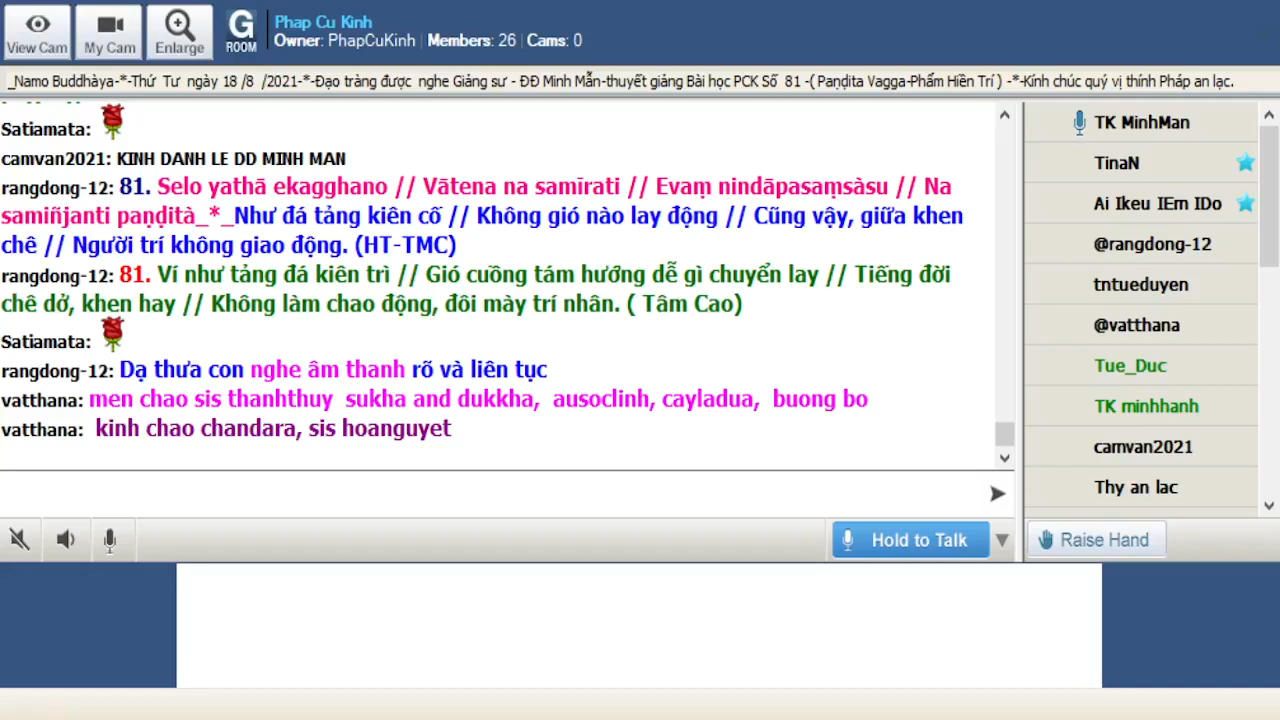 View Cam
My Cam
Enlarge
G
ROOM
Phap Cu Kinh
Owner: PhapCuKinh | Members: 26 | Cams: 0
_Namo Buddhàya-*-Thứ Tư ngày 18 /8 /2021-*-Đạo tràng được nghe Giảng sư - ĐĐ Minh Mẫn-thuyết giảng Bài học PCK Số 81 -( Paṇḍita Vagga-Phẩm Hiền Trí ) -*-Kính chúc quý vị thính Pháp an lạc.
Satiamata:
camvan2021: KINH DANH LE DD MINH MAN
rangdong-12: 81. Selo yathā ekagghano // Vātena na samīrati // Evaṃ nindāpasaṃsàsu // Na
samiñjanti paṇḍità_*_Như đá tảng kiên cố // Không gió nào lay động // Cũng vậy, giữa khen
chê // Người trí không giao động. (HT-TMC)
rangdong-12: 81. Ví như tảng đá kiên trì // Gió cuồng tám hướng dễ gì chuyển lay // Tiếng đời
chê dở, khen hay // Không làm chao động, đôi mày trí nhân. ( Tâm Cao)
Satiamata:
rangdong-12: Dạ thưa con nghe âm thanh rõ và liên tục
vatthana: men chao sis thanhthuy sukha and dukkha, ausoclinh, cayladua, buong bo
vatthana: kinh chao chandara, sis hoanguyet
Hold to Talk
TK MinhMan
TinaN
Ai Ikeu IEm IDo
@rangdong-12
tntueduyen
@vatthana
Tue_Duc
TK minhhanh
camvan2021
Thy an lac
Raise Hand